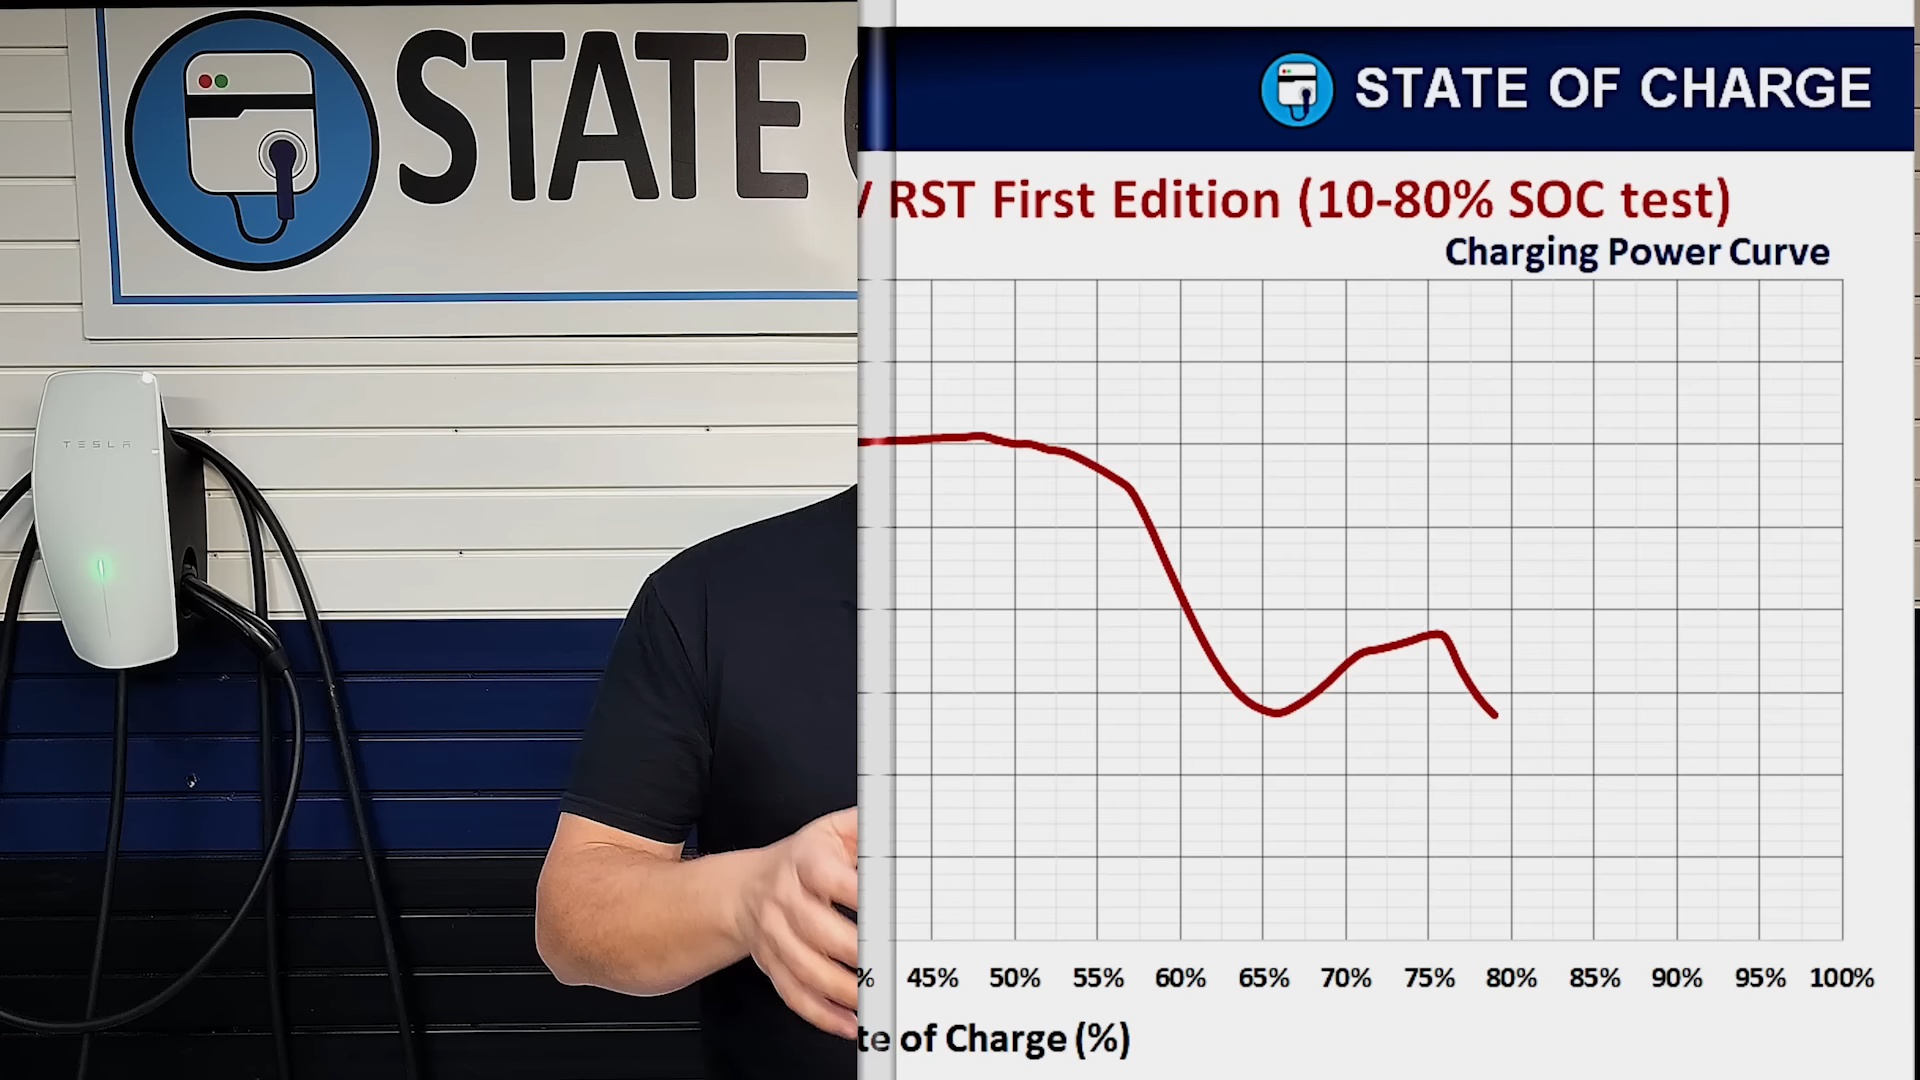 STATE
TESLA
STATE OF CHARGE
RST First Edition (10-80% SOC test)
Charging Power Curve
45% 50% 55% 60% 65% 70% 75% 80% 85% 90% 95% 100%
of Charge (%)